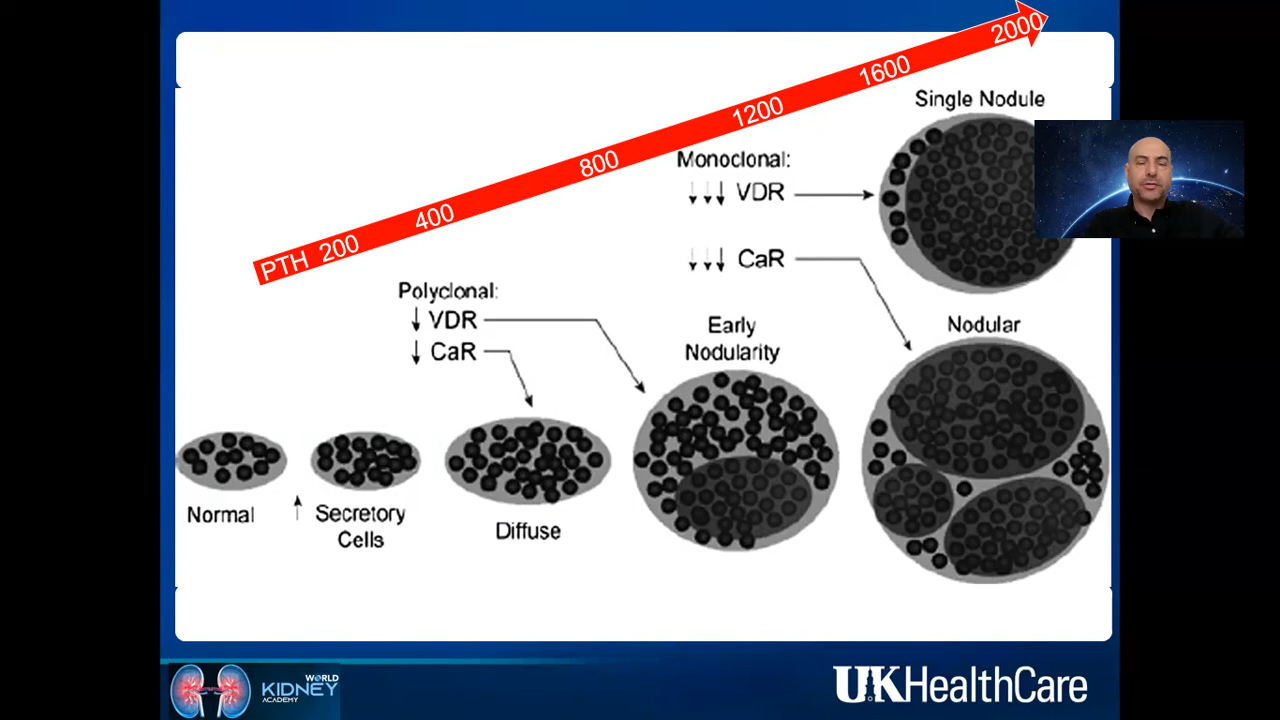 PTH 200 400 800 1200 1600 2000
Single Nodule
Monoclonal:
↓↓↓ VDR
↓↓↓ CaR
Polyclonal:
↓ VDR
↓ CaR
Early
Nodularity
Nodular
Normal
↑ Secretory
Cells
Diffuse
WORLD
KIDNEY
ACADEMY
UKHealthCare